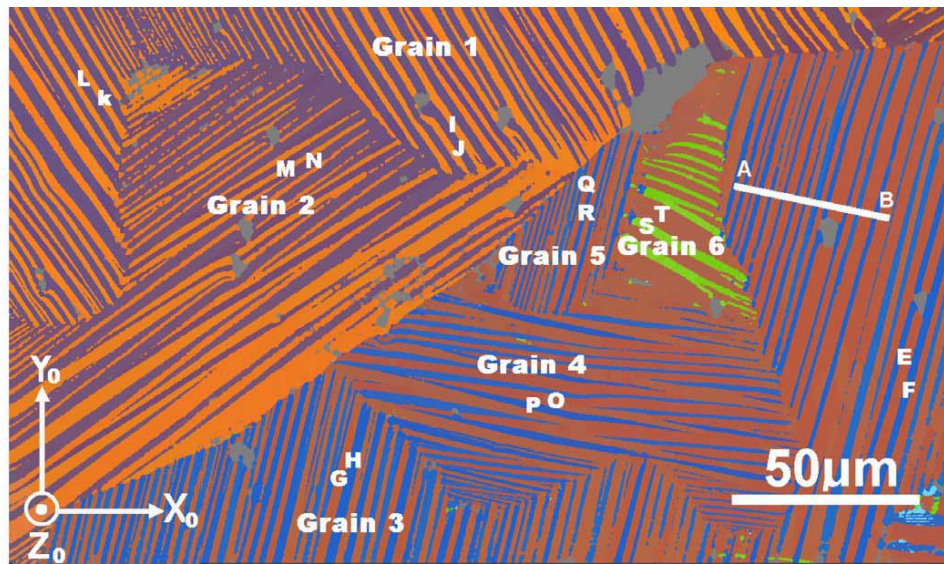 Grain 1
L
k
I
J
M N
Grain 2
Q
R
A
B
T
S
Grain 6
Grain 5
Grain 4
P O
E
F
Y₀
X₀
Z₀
H
G
Grain 3
50µm